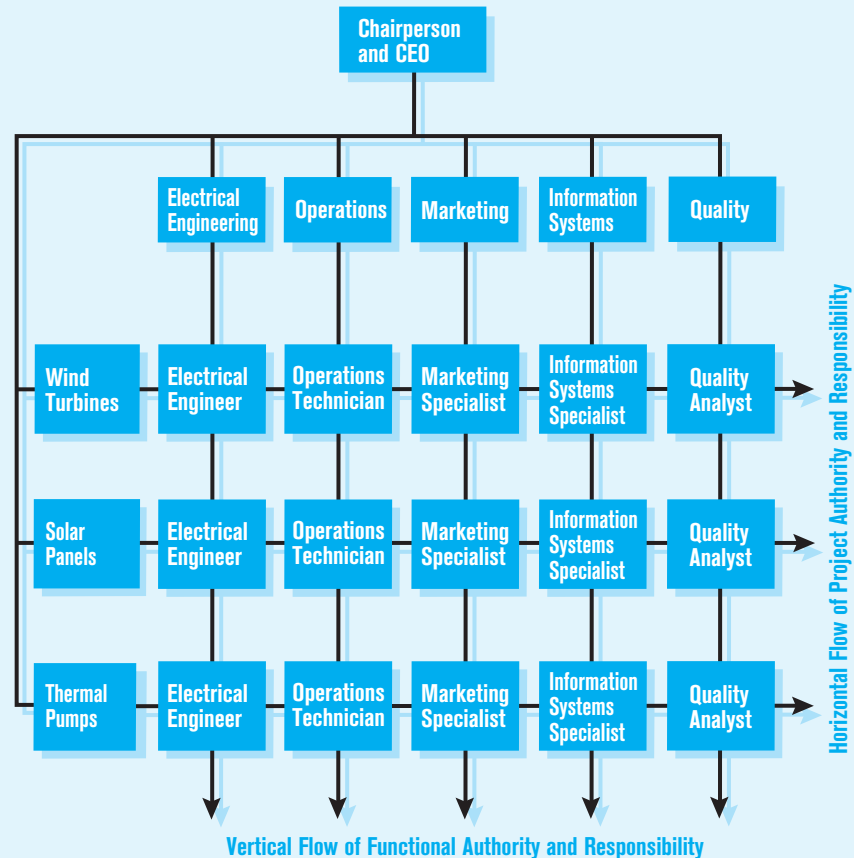 Chairperson
and CEO
Electrical
Engineering
Operations
Marketing
Information
Systems
Quality
Wind
Turbines
Electrical
Engineer
Operations
Technician
Marketing
Specialist
Information
Systems
Specialist
Quality
Analyst
Solar
Panels
Electrical
Engineer
Operations
Technician
Marketing
Specialist
Information
Systems
Specialist
Quality
Analyst
Thermal
Pumps
Electrical
Engineer
Operations
Technician
Marketing
Specialist
Information
Systems
Specialist
Quality
Analyst
Horizontal Flow of Project Authority and Responsibility
Vertical Flow of Functional Authority and Responsibility